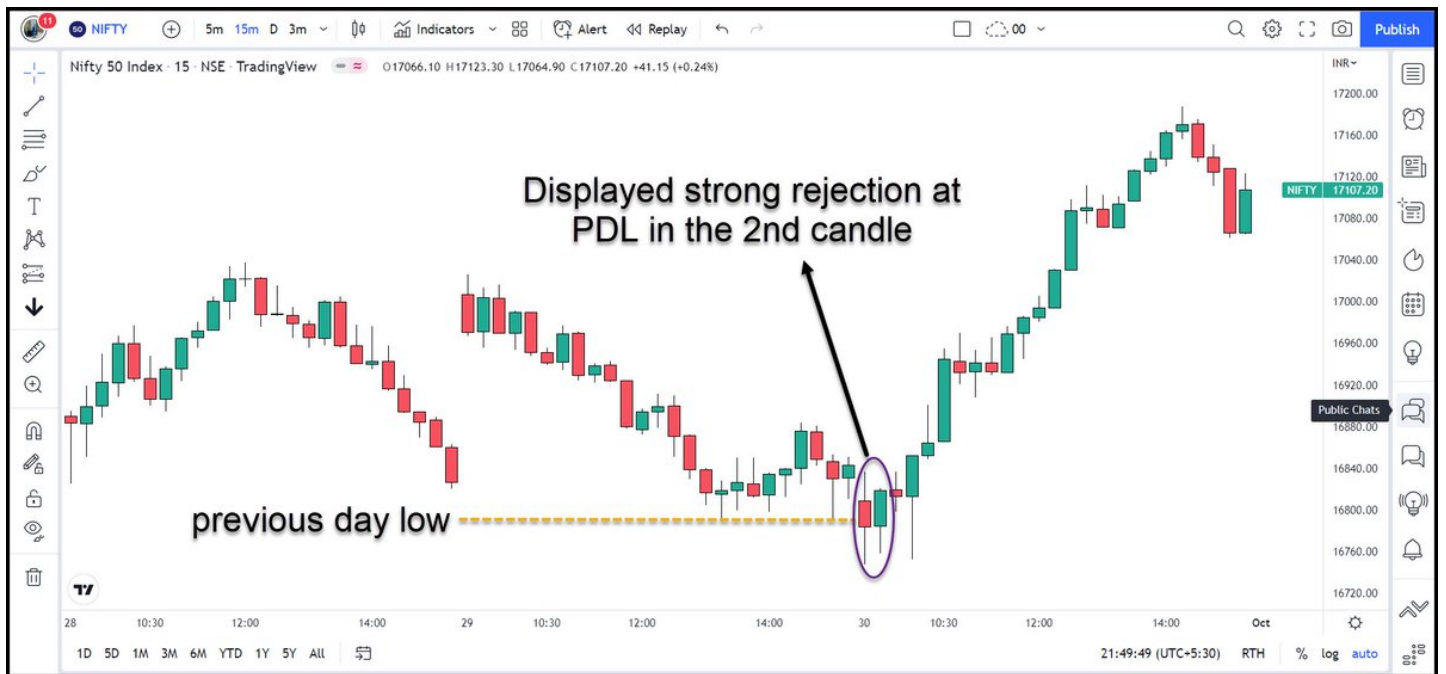 11
50 NIFTY
5m 15m D 3m
Indicators
Alert
Replay
00
Publish
Nifty 50 Index · 15 · NSE · TradingView
O17066.10 H17123.30 L17064.90 C17107.20 +41.15 (+0.24%)
INR
17200.00
17160.00
17120.00
NIFTY 17107.20
17080.00
17040.00
17000.00
16960.00
16920.00
16880.00
16840.00
16800.00
16760.00
16720.00
Displayed strong rejection at
PDL in the 2nd candle
Public Chats
previous day low
28 10:30 12:00 14:00 29 10:30 12:00 14:00 30 10:30 12:00 14:00 Oct
1D 5D 1M 3M 6M YTD 1Y 5Y All
21:49:49 (UTC+5:30) RTH % log auto